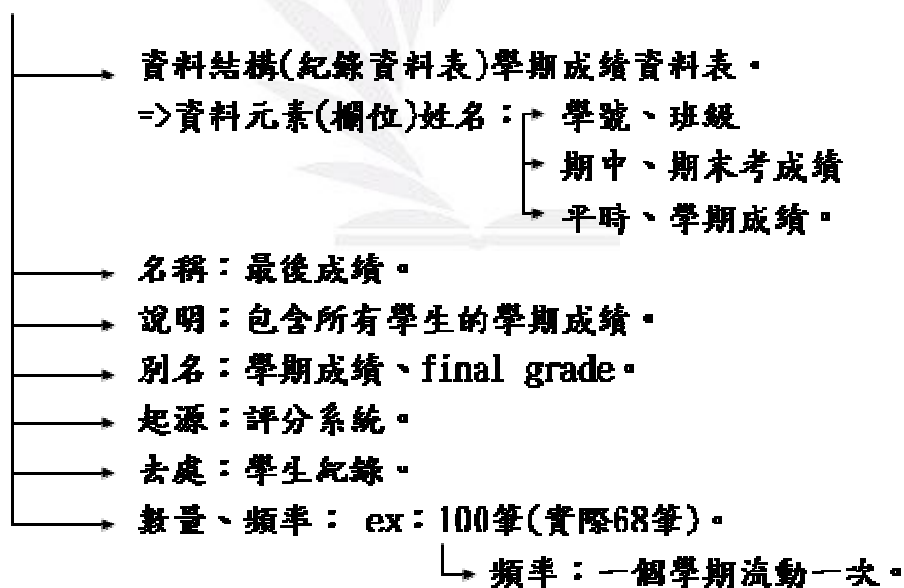 資料結構(紀錄資料表)學期成績資料表。
=>資料元素(欄位)姓名：學號、班級
期中、期末考成績
平時、學期成績。
名稱：最後成績。
說明：包含所有學生的學期成績。
別名：學期成績、final grade。
起源：評分系統。
去處：學生紀錄。
數量、頻率： ex：100筆(實際68筆)。
頻率：一個學期流動一次。